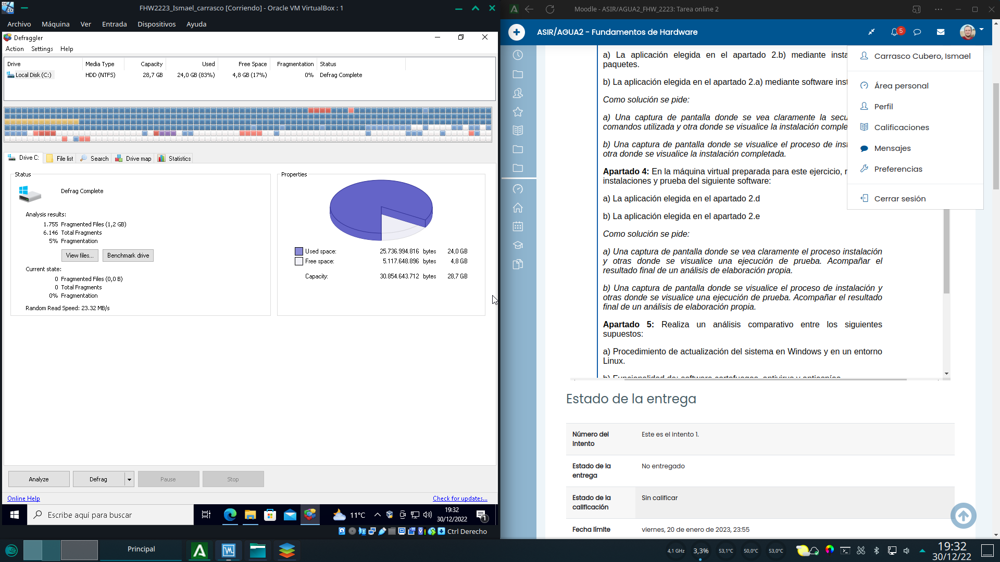 FHW2223_Ismael_carrasco [Corriendo] - Oracle VM VirtualBox : 1
Archivo Máquina Ver Entrada Dispositivos Ayuda
Defraggler
Action Settings Help
Drive Media Type Capacity Used Free Space Fragmentation Status
Local Disk (C:) HDD (NTFS) 28,7 GB 24,0 GB (83%) 4,8 GB (17%) 0% Defrag Complete
Drive C: File list Search Drive map Statistics
Status
Defrag Complete
Analysis results:
1.755 Fragmented Files (1,2 GB)
6.146 Total Fragments
5% Fragmentation
View files... Benchmark drive
Current state:
0 Fragmented Files (0,0 B)
0 Total Fragments
0% Fragmentation
Random Read Speed: 23.32 MB/s
Properties
Used space: 25.736.994.816 bytes 24,0 GB
Free space: 5.117.648.896 bytes 4,8 GB
Capacity: 30.854.643.712 bytes 28,7 GB
Analyze Defrag Pause Stop
Online Help Check for updates...
Escribe aquí para buscar
11°C
19:32
30/12/2022
1
Ctrl Derecho
Moodle - ASIR/AGUA2_FHW_2223: Tarea online 2
ASIR/AGUA2 - Fundamentos de Hardware
5
Carrasco Cubero, Ismael
Área personal
Perfil
Calificaciones
Mensajes
Preferencias
Cerrar sesión
a) La aplicación elegida en el apartado 2.b) mediante insta
paquetes.
b) La aplicación elegida en el apartado 2.a) mediante software inst
Como solución se pide:
a) Una captura de pantalla donde se vea claramente la secu
comandos utilizada y otra donde se visualice la instalación comple
b) Una captura de pantalla donde se visualice el proceso de inst
otra donde se visualice la instalación completada.
Apartado 4: En la máquina virtual preparada para este ejercicio, r
instalaciones y prueba del siguiente software:
a) La aplicación elegida en el apartado 2.d
b) La aplicación elegida en el apartado 2.e
Como solución se pide:
a) Una captura de pantalla donde se vea claramente el proceso instalación
y otras donde se visualice una ejecución de prueba. Acompañar el
resultado final de un análisis de elaboración propia.
b) Una captura de pantalla donde se visualice el proceso de instalación y
otras donde se visualice una ejecución de prueba. Acompañar el resultado
final de un análisis de elaboración propia.
Apartado 5: Realiza un análisis comparativo entre los siguientes
supuestos:
a) Procedimiento de actualización del sistema en Windows y en un entorno
Linux.
b) Funcionalidad de: software cortafuegos, antivirus y antiespías
Estado de la entrega
Número del
intento
Este es el intento 1.
Estado de la
entrega
No entregado
Estado de la
calificación
Sin calificar
Fecha límite viernes, 20 de enero de 2023, 23:55
Principal
4,1 GHz 3,3% 53,1°C 50,0°C 53,0°C
19:32
30/12/22